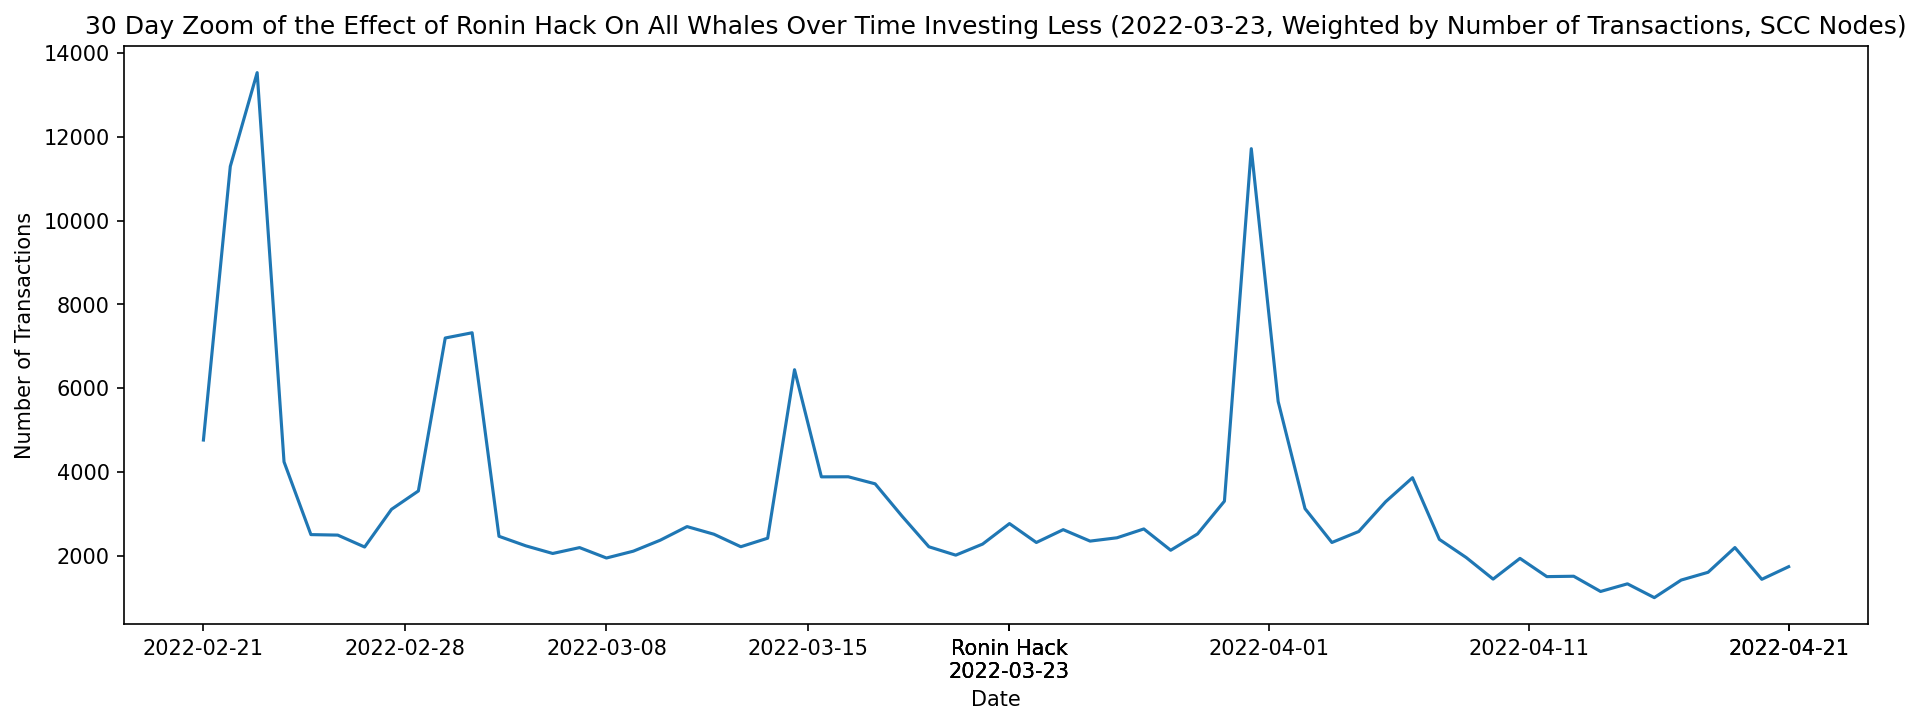 30 Day Zoom of the Effect of Ronin Hack On All Whales Over Time Investing Less (2022-03-23, Weighted by Number of Transactions, SCC Nodes)
14000
12000
10000
8000
6000
4000
2000
Number of Transactions
2022-02-21 2022-02-28 2022-03-08 2022-03-15 Ronin Hack 2022-04-01 2022-04-11 2022-04-21
2022-03-23
Date